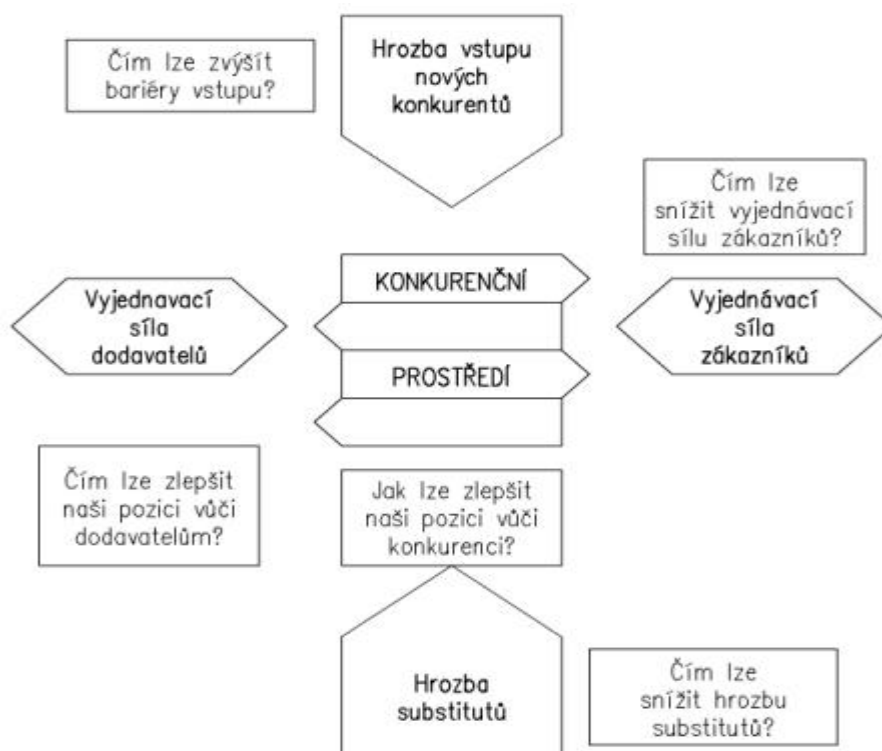 Čím lze zvýšít
bariéry vstupu?
Hrozba vstupu
nových
konkurentů
Čím lze
snížit vyjednávací
sílu zákazníků?
Vyjednavací
síla
dodavatelů
KONKURENČNÍ
PROSTŘEDÍ
Vyjednávací
síla
zákazníků
Čím lze zlepšit
naši pozici vůči
dodavatelům?
Jak lze zlepšit
naši pozici vůči
konkurenci?
Hrozba
substitutů
Čím lze
snížit hrozbu
substitutů?